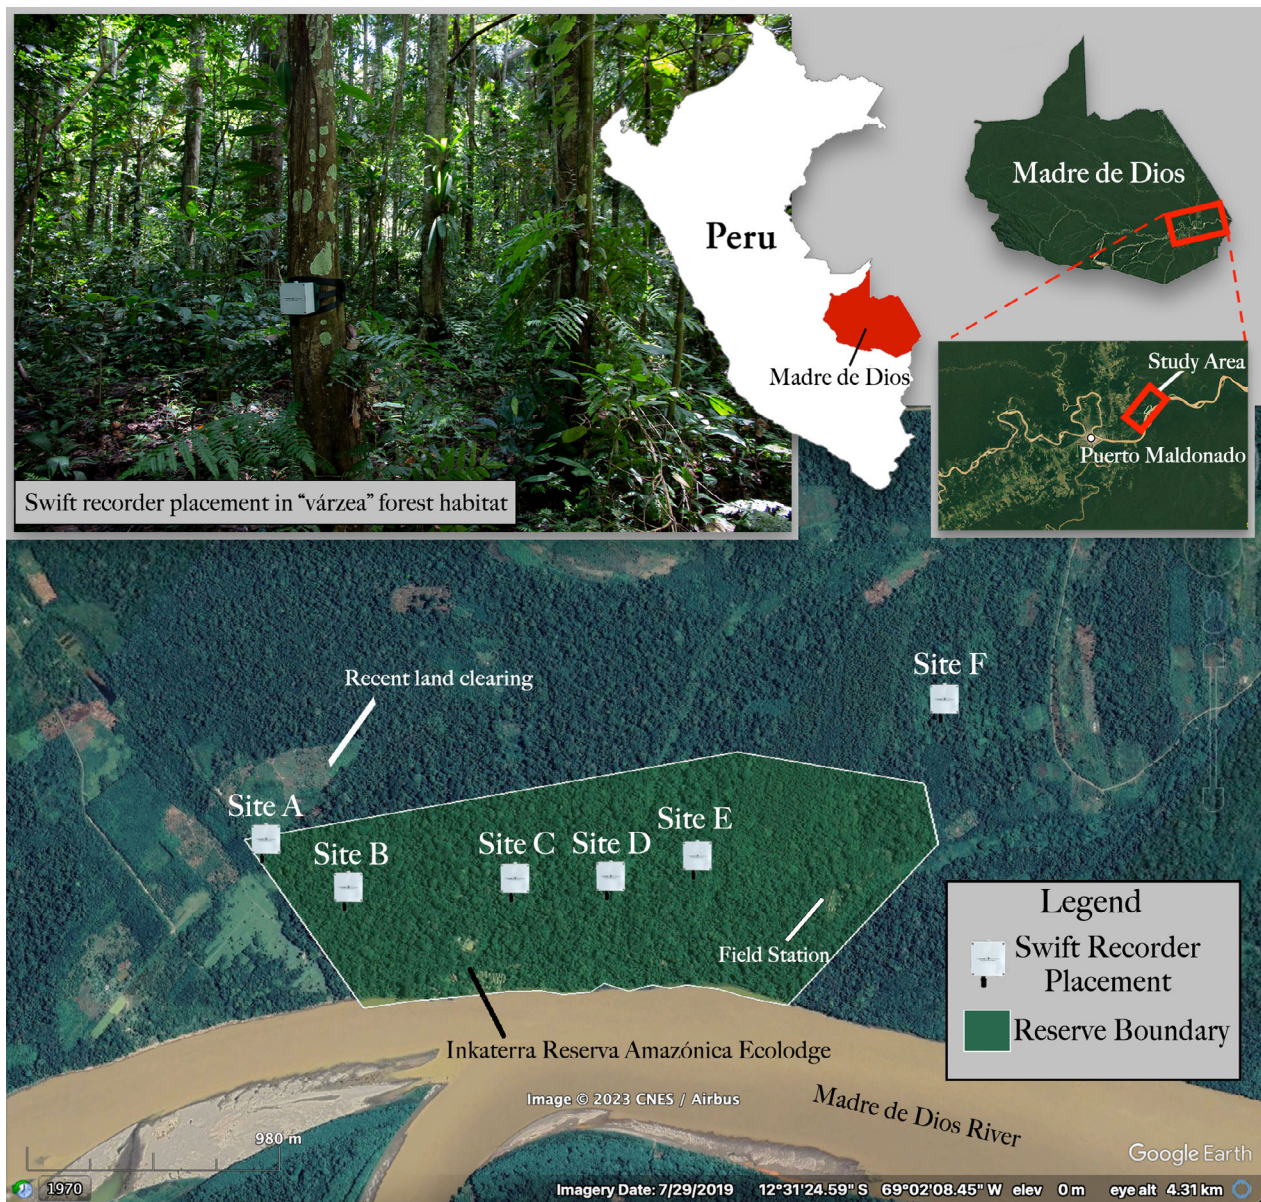 Peru
Madre de Dios
Madre de Dios
Study Area
Puerto Maldonado
Swift recorder placement in “várzea” forest habitat
Recent land clearing
Site F
Site A
Site B
Site C
Site D
Site E
Field Station
Inkaterra Reserva Amazónica Ecolodge
Legend
Swift Recorder
Placement
Reserve Boundary
Image © 2023 CNES / Airbus
Madre de Dios River
980 m
Google Earth
1970
Imagery Date: 7/29/2019 12°31'24.59" S 69°02'08.45" W elev 0 m eye alt 4.31 km